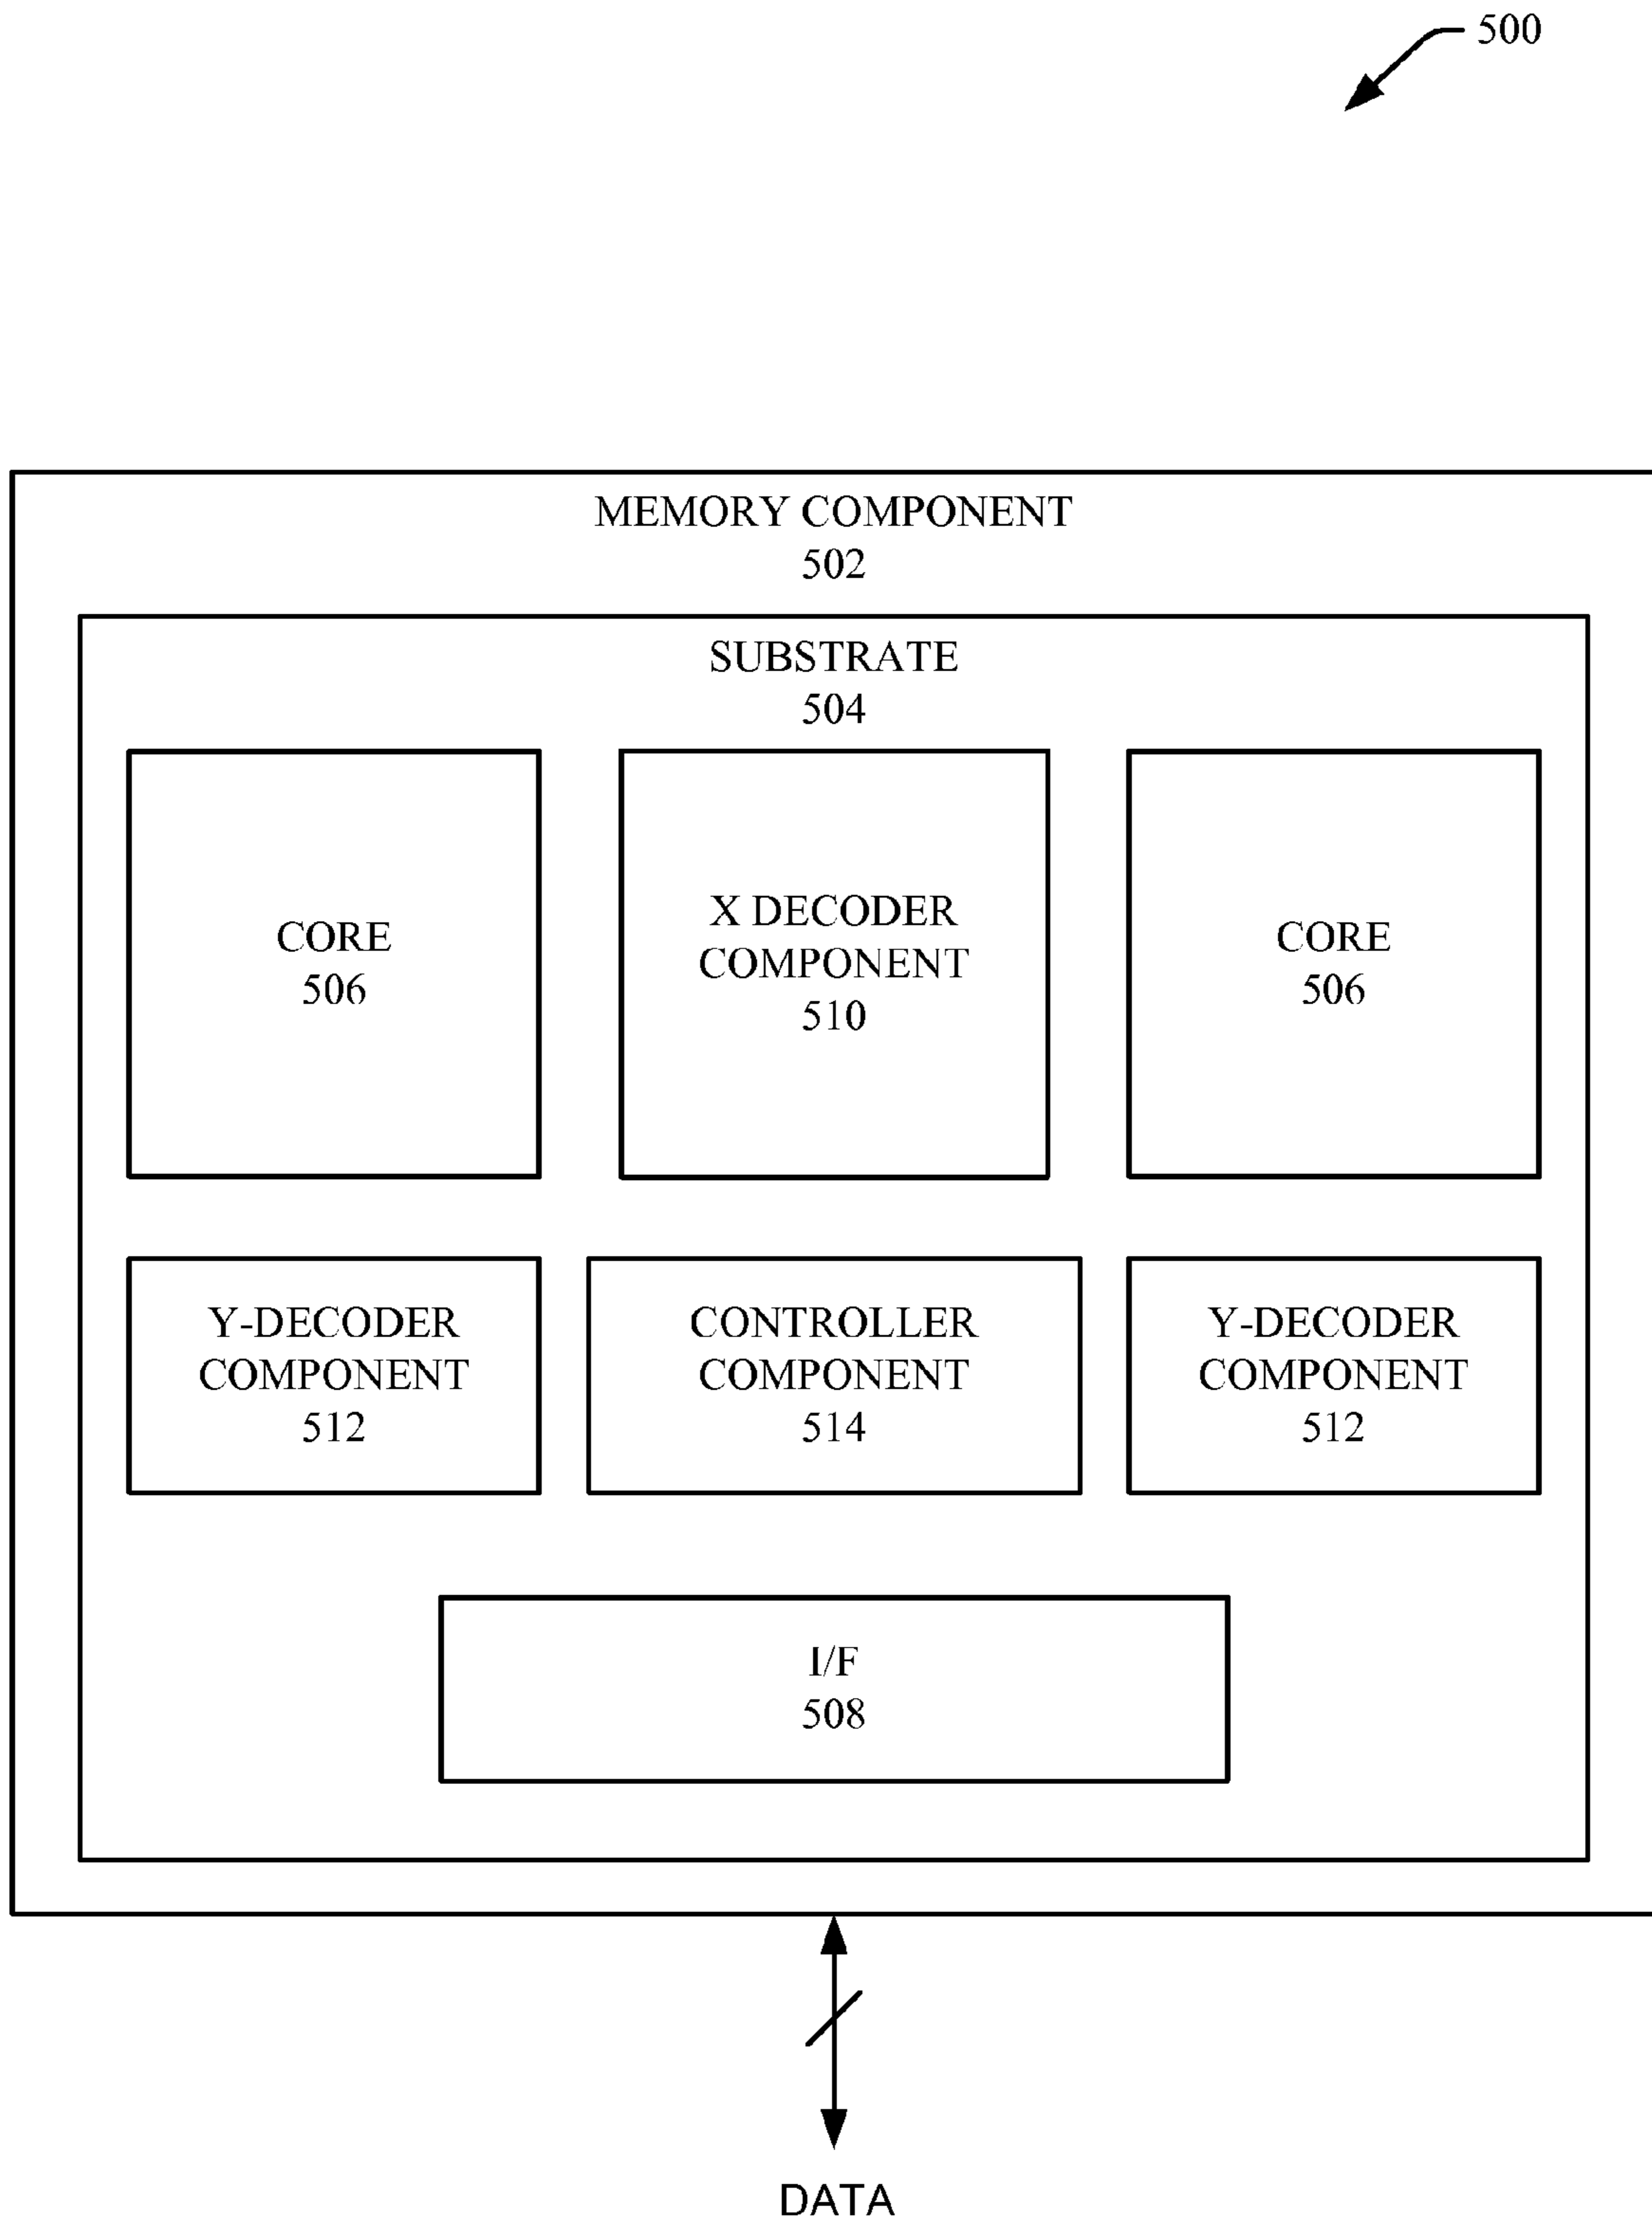 500
MEMORY COMPONENT
502
SUBSTRATE
504
CORE
506
X DECODER
COMPONENT
510
CORE
506
Y-DECODER
COMPONENT
512
CONTROLLER
COMPONENT
514
Y-DECODER
COMPONENT
512
I/F
508
DATA